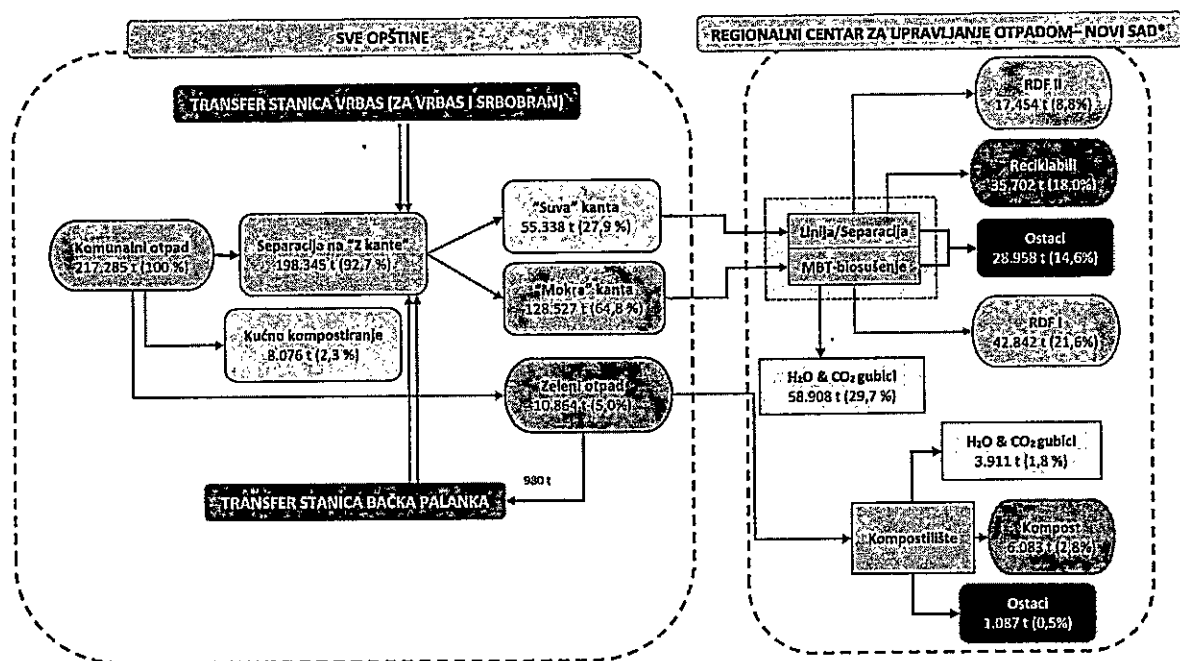 SVE OPŠTINE
REGIONALNI CENTAR ZA UPRAVLJANJE OTPADOM – NOVI SAD*
TRANSFER STANICA VRBAS (ZA VRBAS I SRBOBRAN)
Komunalni otpad
217.285 t (100 %)
Separacija na "2 kante"
198.345 t (92,7 %)
Kućno kompostiranje
8.076 t (2,3 %)
"Suva" kanta
55.338 t (27,9 %)
"Mokra" kanta
128.527 t (64,8 %)
Zeleni otpad
10.864 t (5,0%)
980 t
TRANSFER STANICA BAČKA PALANKA
RDF II
17.454 t (8,8%)
Reciklabili
35.702 t (18,0%)
Linija/Separacija
MBT-biosušenje
Ostaci
28.958 t (14,6%)
RDF I
42.842 t (21,6%)
H₂O & CO₂ gubici
58.908 t (29,7 %)
H₂O & CO₂ gubici
3.911 t (1,8 %)
Kompostilište
Kompost
6.083 t (2,8%)
Ostaci
1.087 t (0,5%)